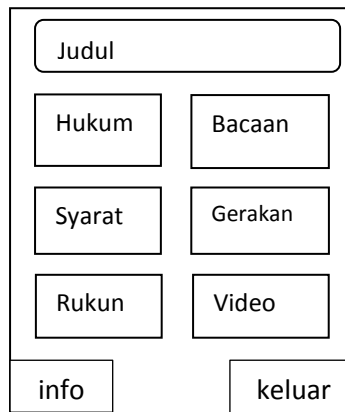 Judul
Hukum Bacaan
Syarat Gerakan
Rukun Video
info keluar